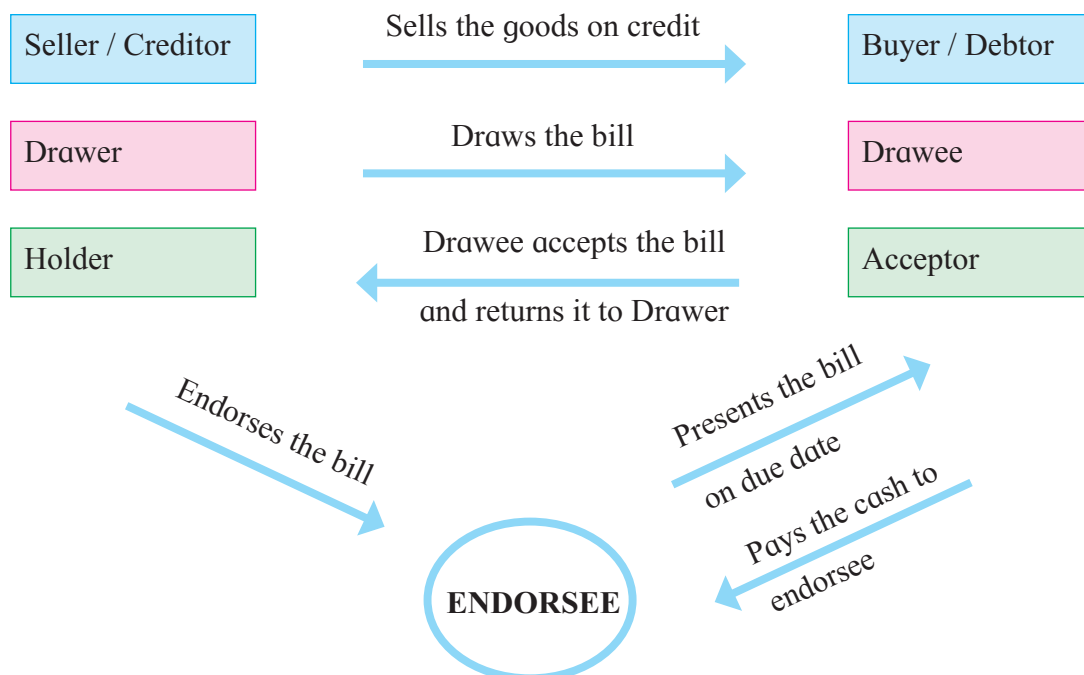 Seller / Creditor
Sells the goods on credit
Buyer / Debtor
Drawer
Draws the bill
Drawee
Holder
Drawee accepts the bill
and returns it to Drawer
Acceptor
Endorses the bill
Presents the bill
on due date
Pays the cash to
endorsee
ENDORSEE